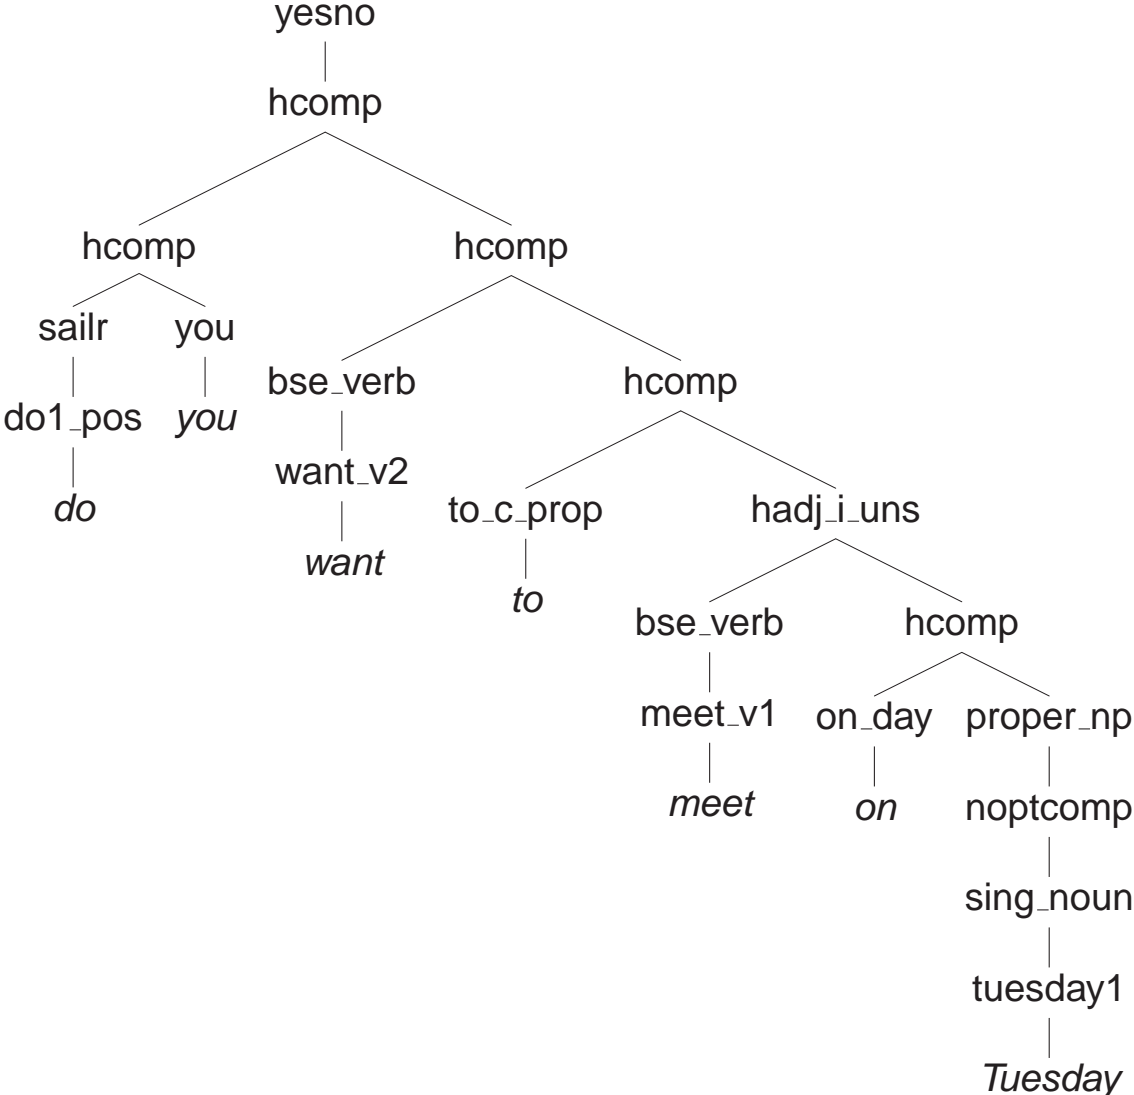 yesno
hcomp
hcomp hcomp
sailr you
bse_verb hcomp
do1_pos you
want_v2
do to_c_prop hadj_i_uns
want
to
bse_verb hcomp
meet_v1 on_day proper_np
meet on noptcomp
sing_noun
tuesday1
Tuesday